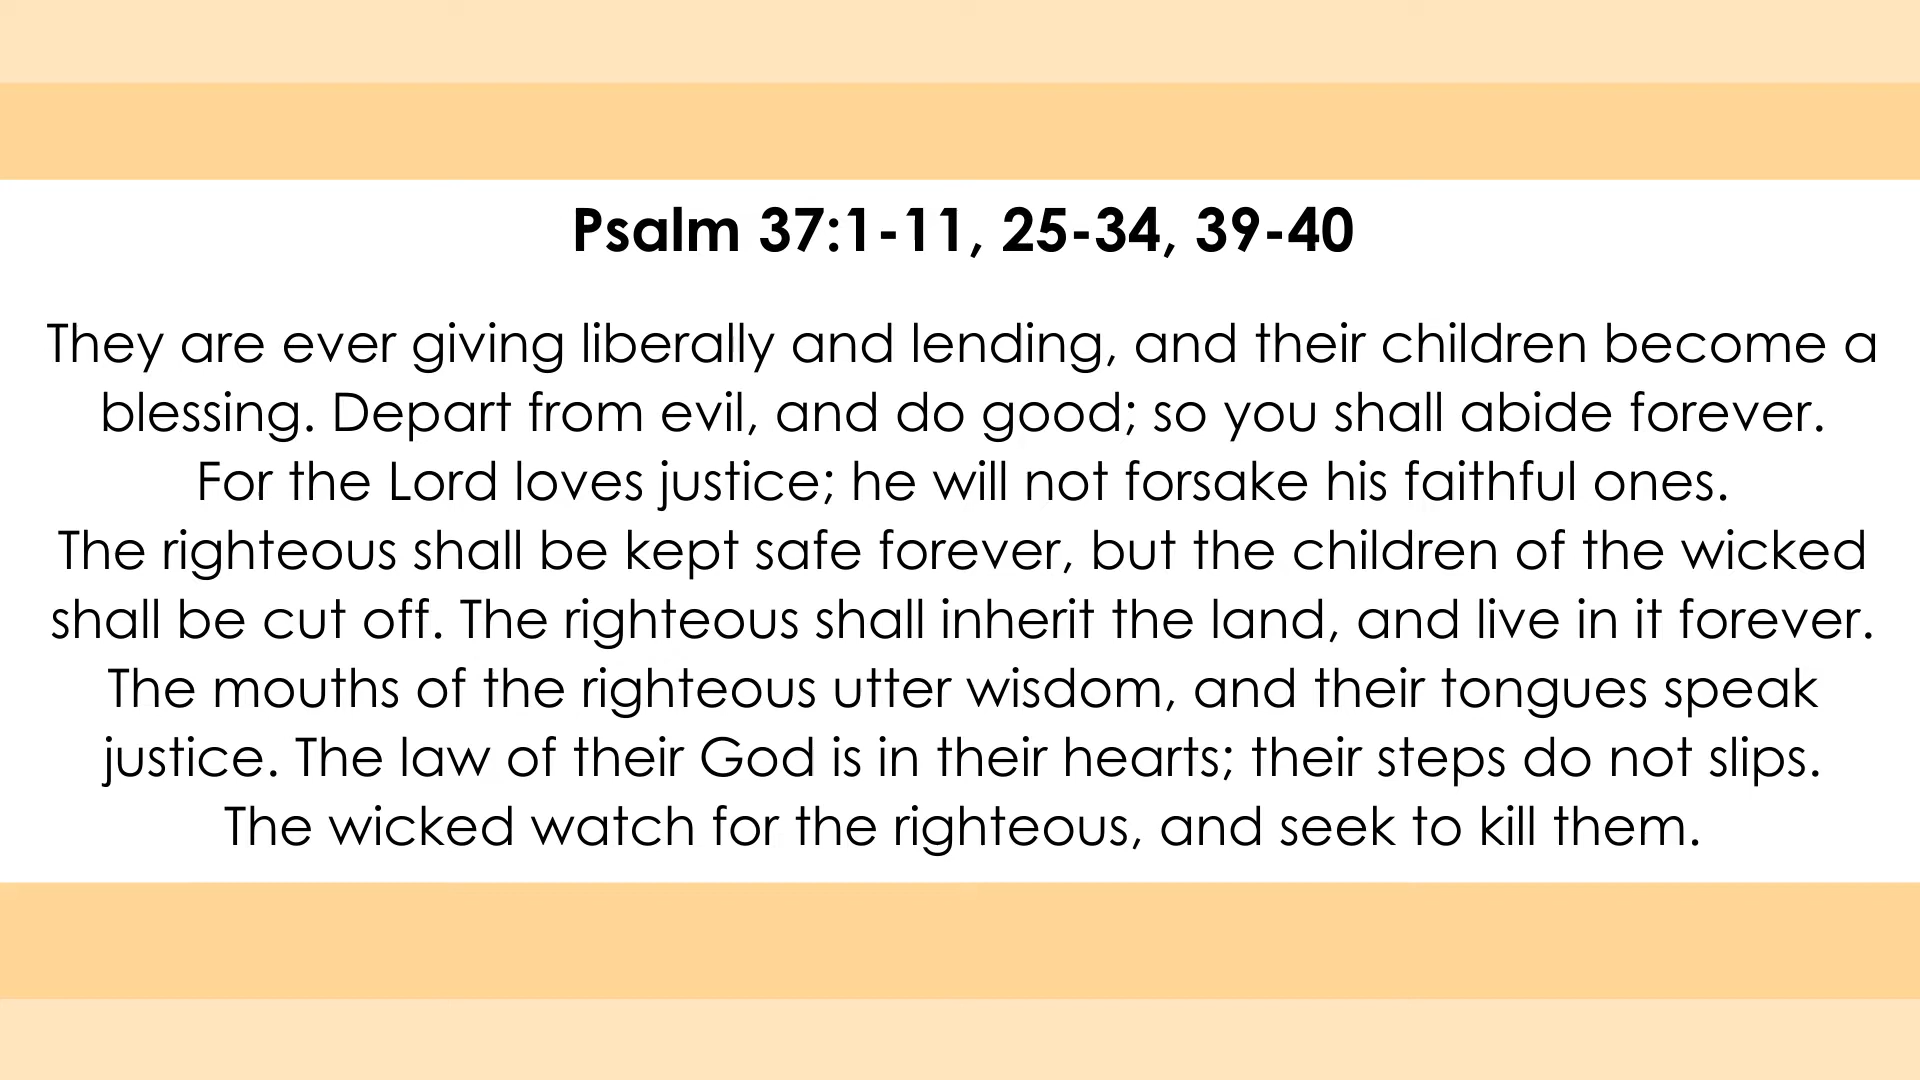 Psalm 37:1-11, 25-34, 39-40
They are ever giving liberally and lending, and their children become a
blessing. Depart from evil, and do good; so you shall abide forever.
For the Lord loves justice; he will not forsake his faithful ones.
The righteous shall be kept safe forever, but the children of the wicked
shall be cut off. The righteous shall inherit the land, and live in it forever.
The mouths of the righteous utter wisdom, and their tongues speak
justice. The law of their God is in their hearts; their steps do not slips.
The wicked watch for the righteous, and seek to kill them.